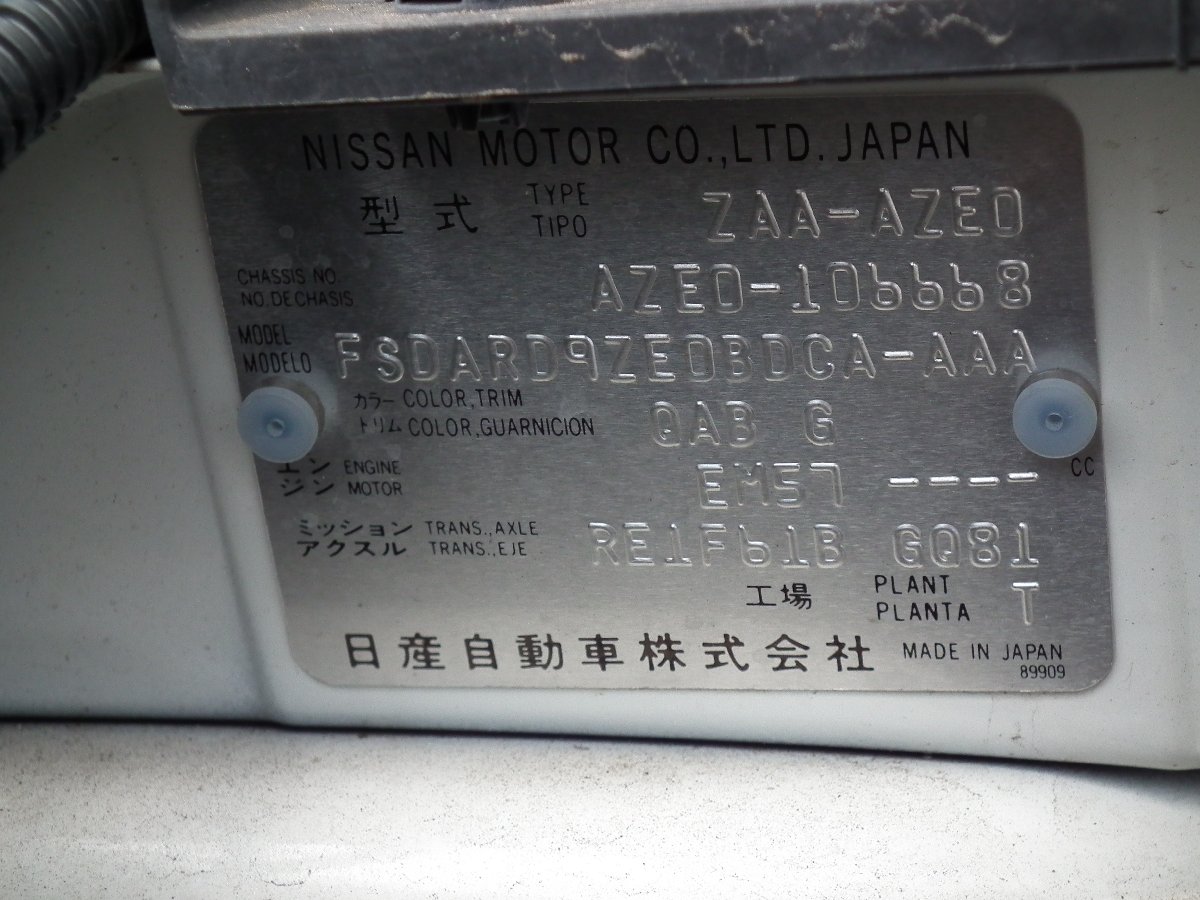 NISSAN MOTOR CO.,LTD. JAPAN
型式 TYPE TIPO ZAA-AZE0
CHASSIS NO. NO.DECHASIS AZE0-106668
MODEL MODELO FSDARD9ZE0BDCA-AAA
カラー COLOR,TRIM
トリム COLOR,GUARNICION QAB G
エン ENGINE
ジン MOTOR EM57 ---- CC
ミッション TRANS.,AXLE
アクスル TRANS.,EJE RE1F61B GQ81
工場 PLANT PLANTA T
日産自動車株式会社 MADE IN JAPAN
89909